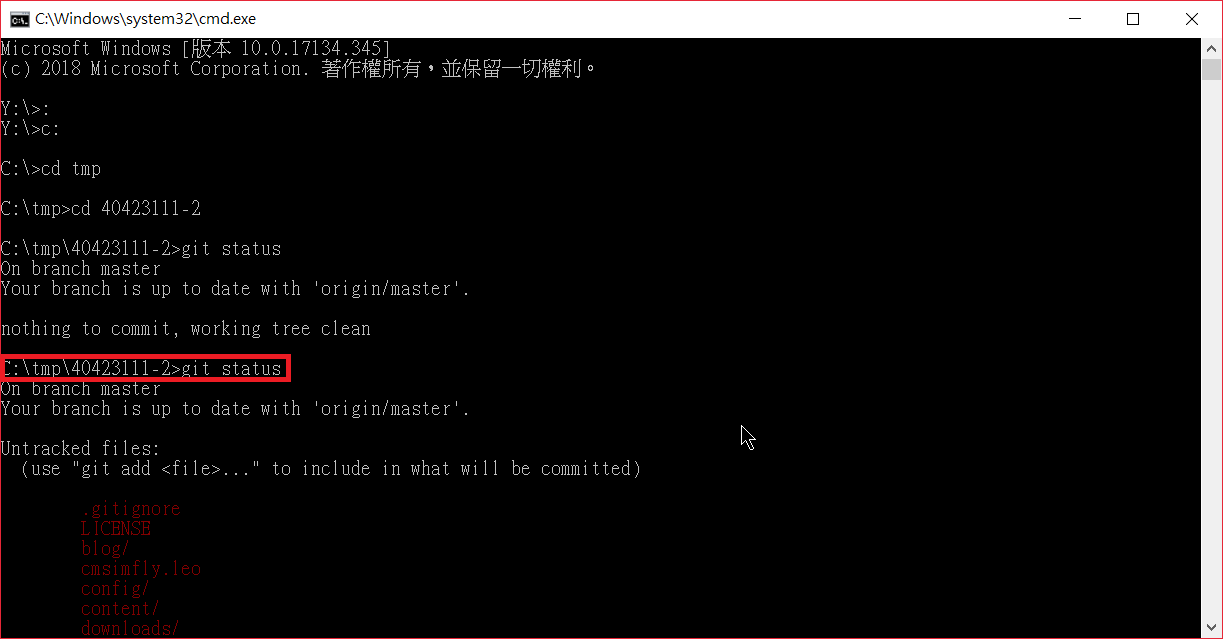 C:\Windows\system32\cmd.exe
Microsoft Windows [版本 10.0.17134.345]
(c) 2018 Microsoft Corporation. 著作權所有，並保留一切權利。
Y:\>:
Y:\>c:
C:\>cd tmp
C:\tmp>cd 40423111-2
C:\tmp\40423111-2>git status
On branch master
Your branch is up to date with 'origin/master'.
nothing to commit, working tree clean
C:\tmp\40423111-2>git status
On branch master
Your branch is up to date with 'origin/master'.
Untracked files:
(use "git add <file>..." to include in what will be committed)
.gitignore
LICENSE
blog/
cmsimfly.leo
config/
content/
downloads/